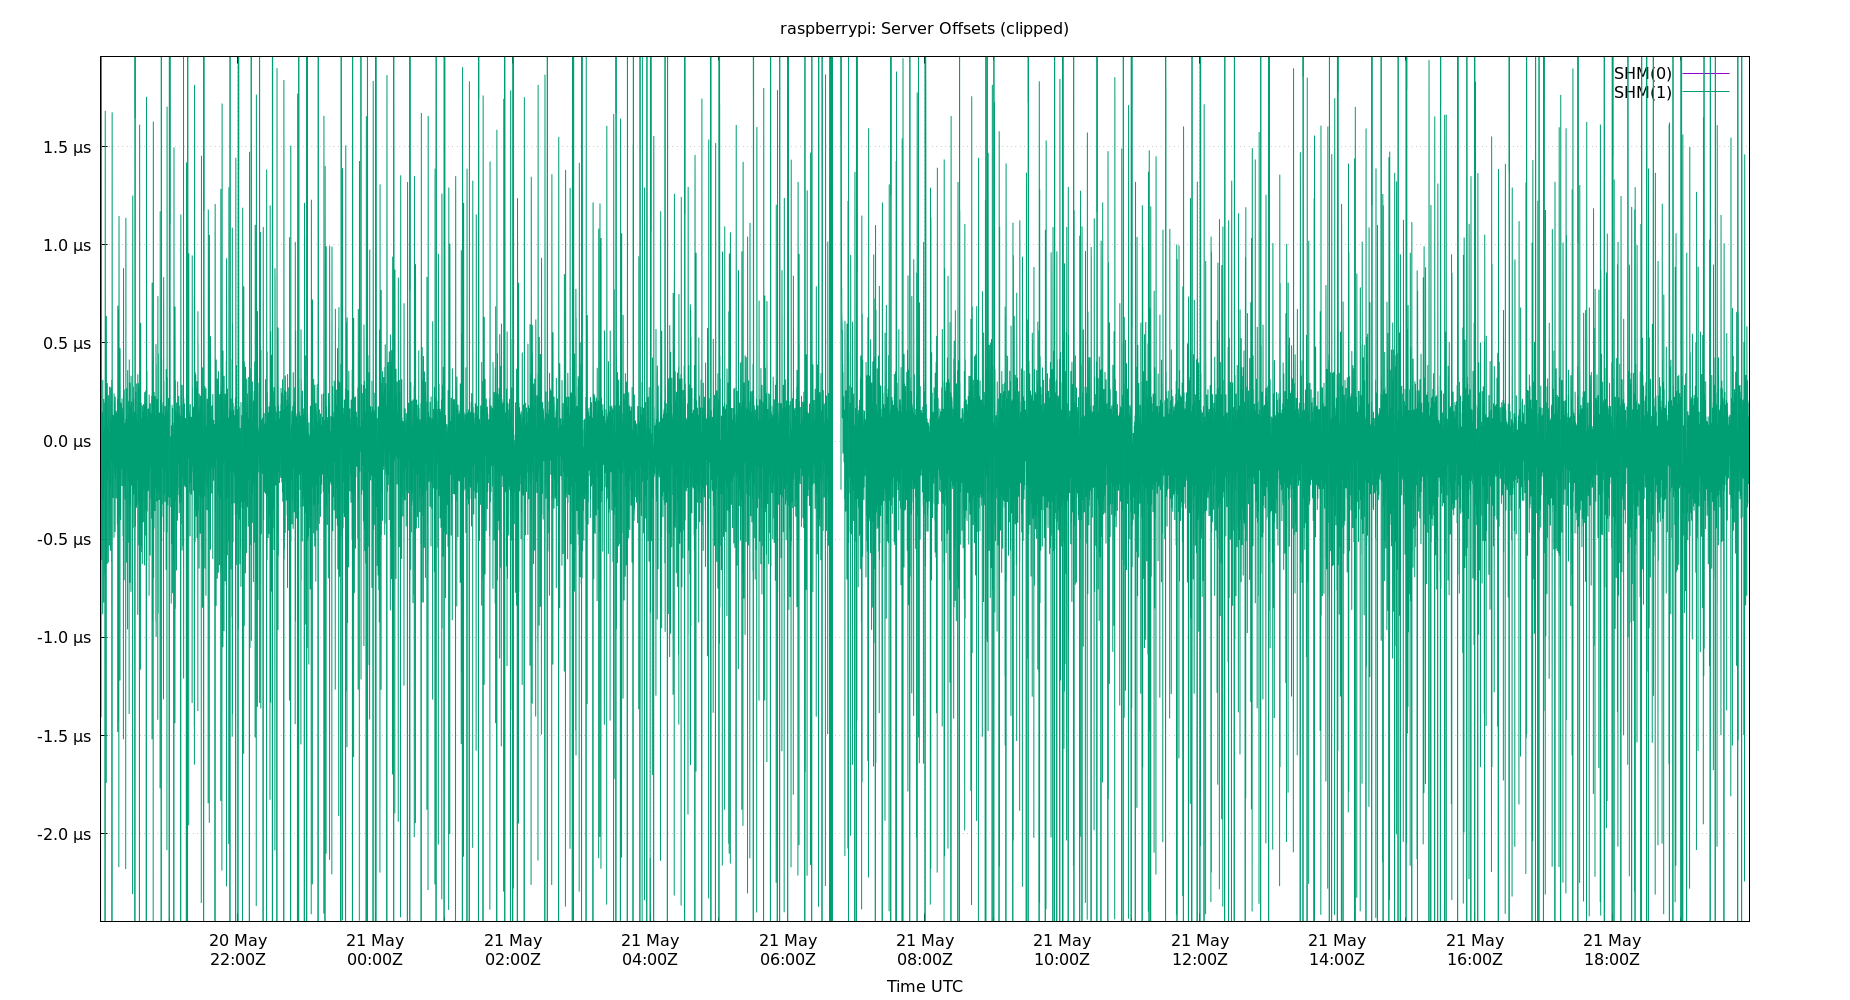 raspberrypi: Server Offsets (clipped)
SHM(0)
SHM(1)
1.5 µs
1.0 µs
0.5 µs
0.0 µs
-0.5 µs
-1.0 µs
-1.5 µs
-2.0 µs
20 May 21 May 21 May 21 May 21 May 21 May 21 May 21 May 21 May 21 May 21 May
22:00Z 00:00Z 02:00Z 04:00Z 06:00Z 08:00Z 10:00Z 12:00Z 14:00Z 16:00Z 18:00Z
Time UTC